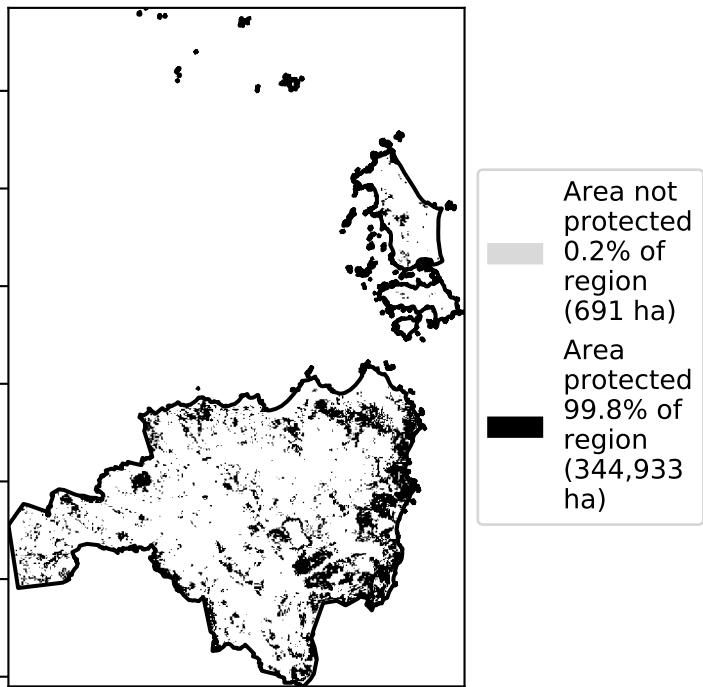 Area not
protected
0.2% of
region
(691 ha)
Area
protected
99.8% of
region
(344,933
ha)